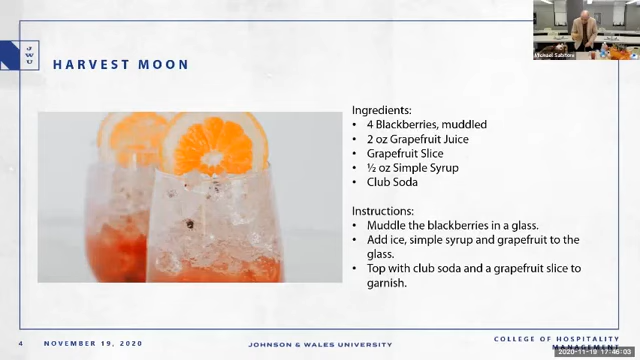 Michael Sabitoni
J
W
U
HARVEST MOON
Ingredients:
• 4 Blackberries, muddled
• 2 oz Grapefruit Juice
• Grapefruit Slice
• ½ oz Simple Syrup
• Club Soda
Instructions:
• Muddle the blackberries in a glass.
• Add ice, simple syrup and grapefruit to the
glass.
• Top with club soda and a grapefruit slice to
garnish.
4 NOVEMBER 19, 2020
JOHNSON & WALES UNIVERSITY
COLLEGE OF HOSPITALITY
MANAGEMENT
2020-11-19 17:46:03